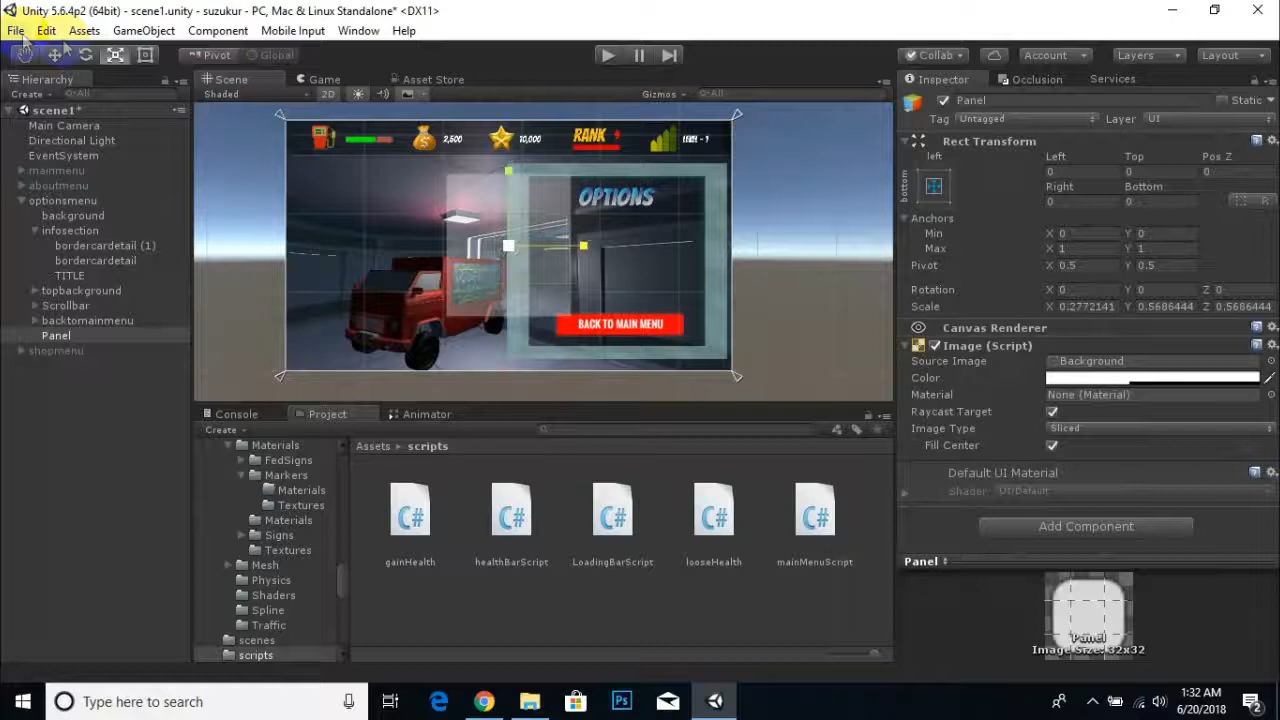 Unity 5.6.4p2 (64bit) - scene1.unity - suzukur - PC, Mac & Linux Standalone* <DX11>
File Edit Assets GameObject Component Mobile Input Window Help
Pivot Global Collab Account Layers Layout
Hierarchy Scene Game Asset Store Inspector Occlusion Services
Create All Shaded 2D Gizmos All
scene1*
Main Camera
Directional Light
EventSystem
mainmenu
aboutmenu
optionsmenu
background
infosection
bordercardetail (1)
bordercardetail
TITLE
topbackground
Scrollbar
backtomainmenu
Panel
shopmenu
2,500 10,000 RANK 9 LEVEL - 1
OPTIONS
BACK TO MAIN MENU
Panel Static
Tag Untagged Layer UI
Rect Transform
left Left Top Pos Z
bottom 0 0 0
Right Bottom
0 0 R
Anchors
Min X 0 Y 0
Max X 1 Y 1
Pivot X 0.5 Y 0.5
Rotation X 0 Y 0 Z 0
Scale X 0.2772141 Y 0.5686444 Z 0.5686444
Canvas Renderer
Image (Script)
Source Image Background
Color
Material None (Material)
Raycast Target
Image Type Sliced
Fill Center
Default UI Material
Shader UI/Default
Add Component
Panel
Panel
Image Size: 32x32
Console Project Animator
Create
Materials
FedSigns
Markers
Materials
Textures
Materials
Signs
Textures
Mesh
Physics
Shaders
Spline
Traffic
scenes
scripts
Assets scripts
C# C# C# C# C#
gainHealth healthBarScript LoadingBarScript looseHealth mainMenuScript
Type here to search
Ps
1:32 AM
6/20/2018
2